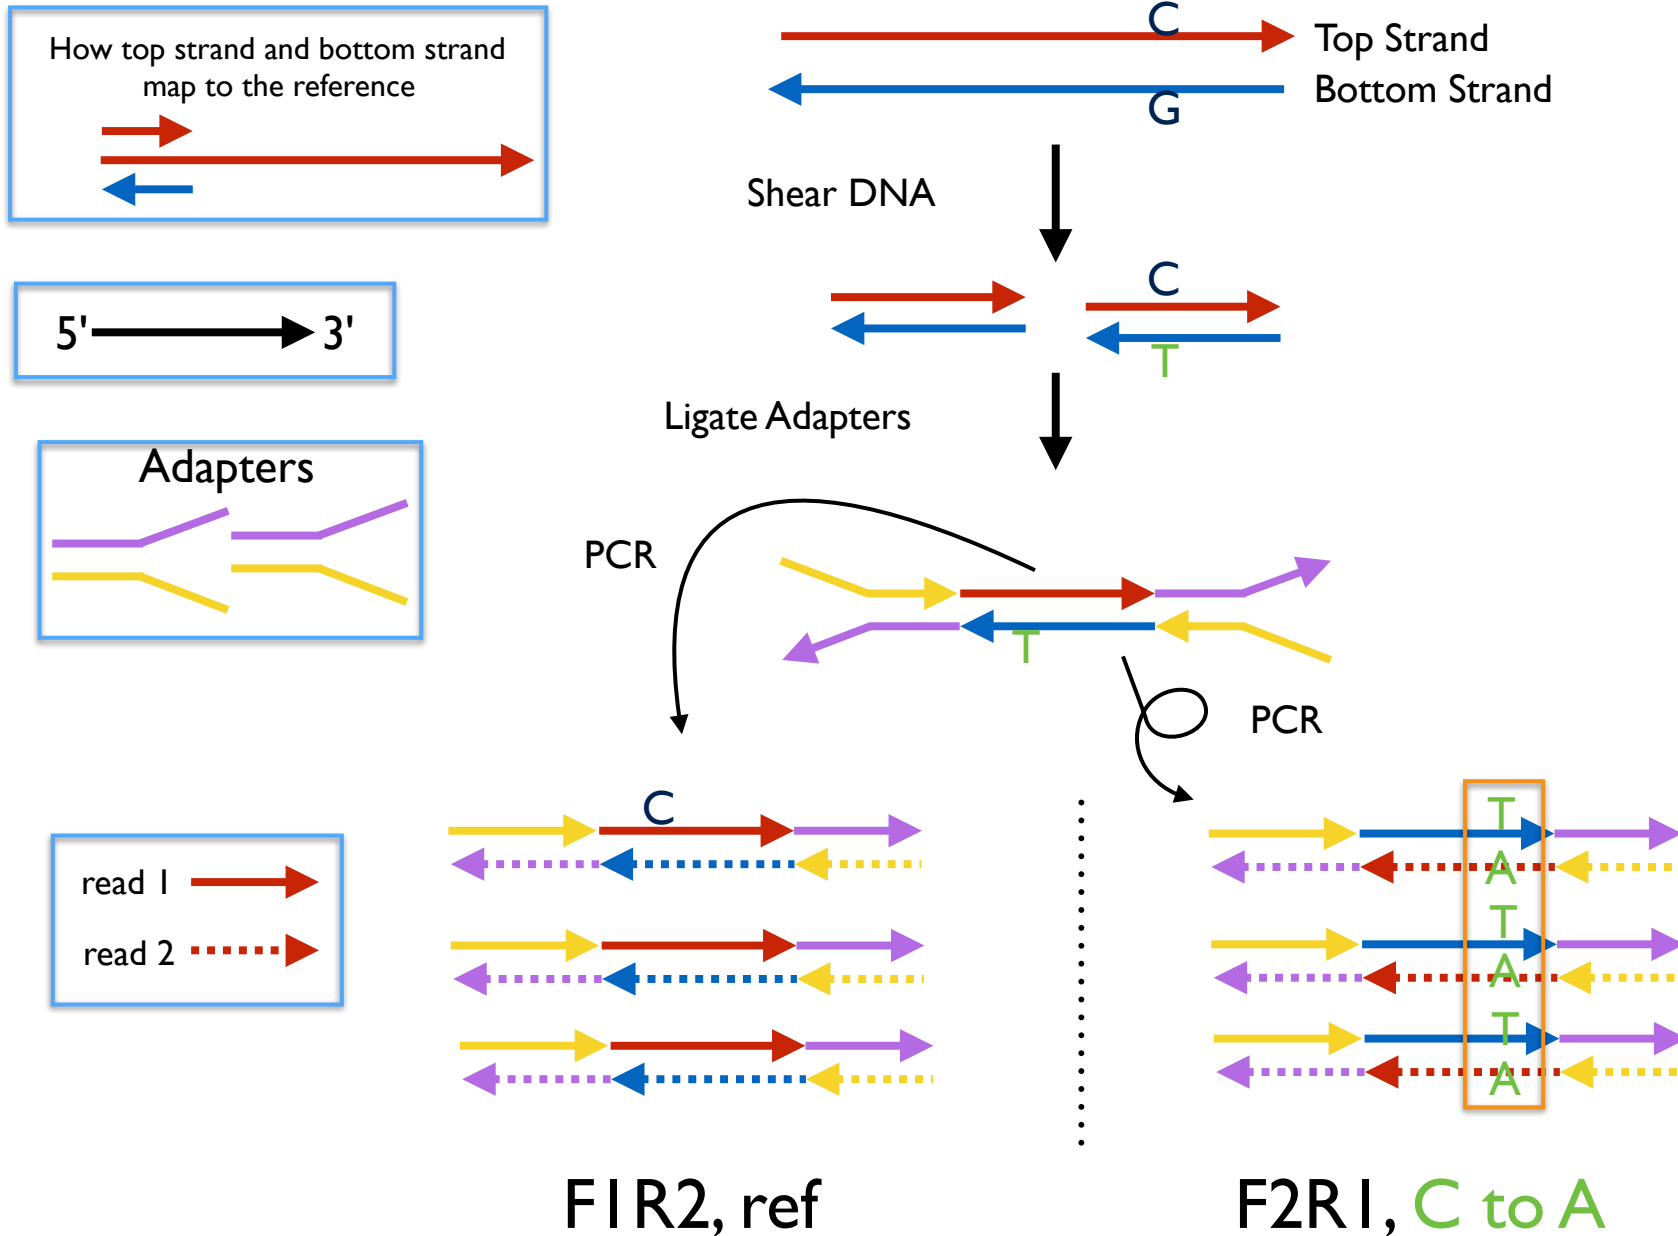 How top strand and bottom strand
map to the reference
C
Top Strand
G
Bottom Strand
Shear DNA
5' 3'
C
T
Ligate Adapters
Adapters
PCR
T
PCR
read 1
read 2
C
T
A
T
A
T
A
F1R2, ref
F2R1, C to A